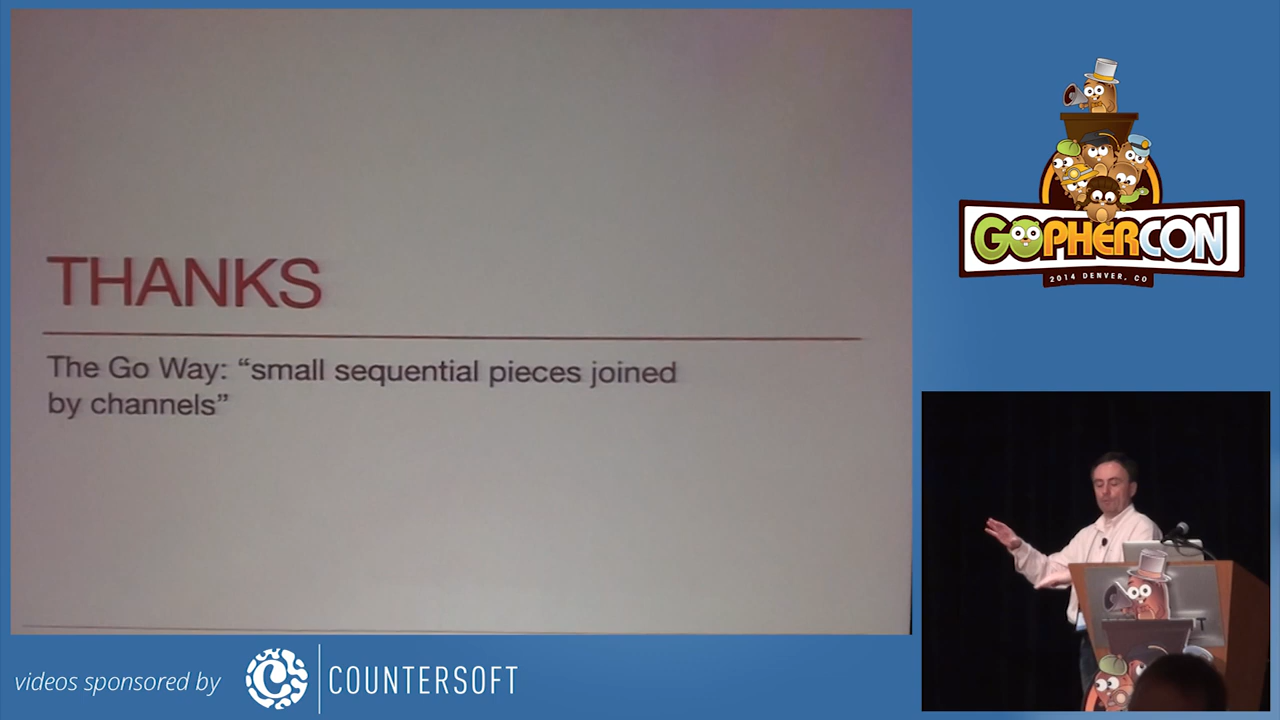 THANKS
The Go Way: “small sequential pieces joined
by channels”
GOPHERCON
2014 DENVER, CO
videos sponsored by
COUNTERSOFT